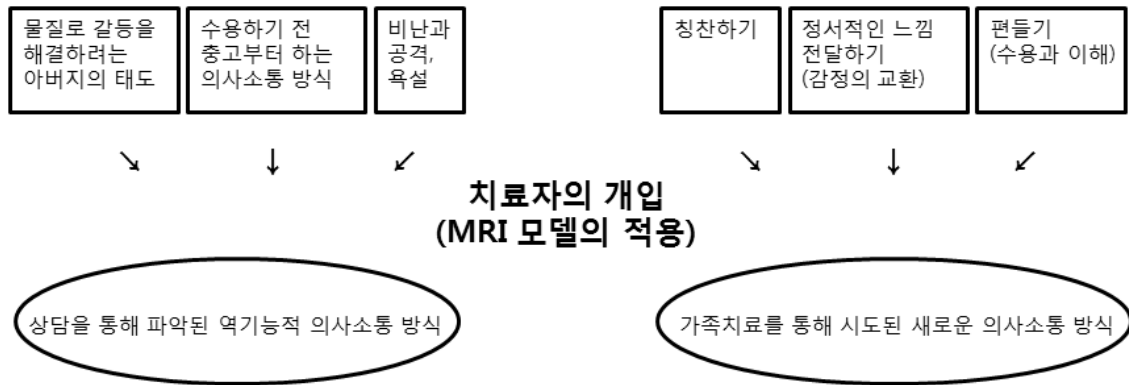 물질로 갈등을
해결하려는
아버지의 태도
수용하기 전
충고부터 하는
의사소통 방식
비난과
공격,
욕설
칭찬하기
정서적인 느낌
전달하기
(감정의 교환)
편들기
(수용과 이해)
↘ ↓ ↙ ↘ ↓ ↙
치료자의 개입
(MRI 모델의 적용)
상담을 통해 파악된 역기능적 의사소통 방식
가족치료를 통해 시도된 새로운 의사소통 방식